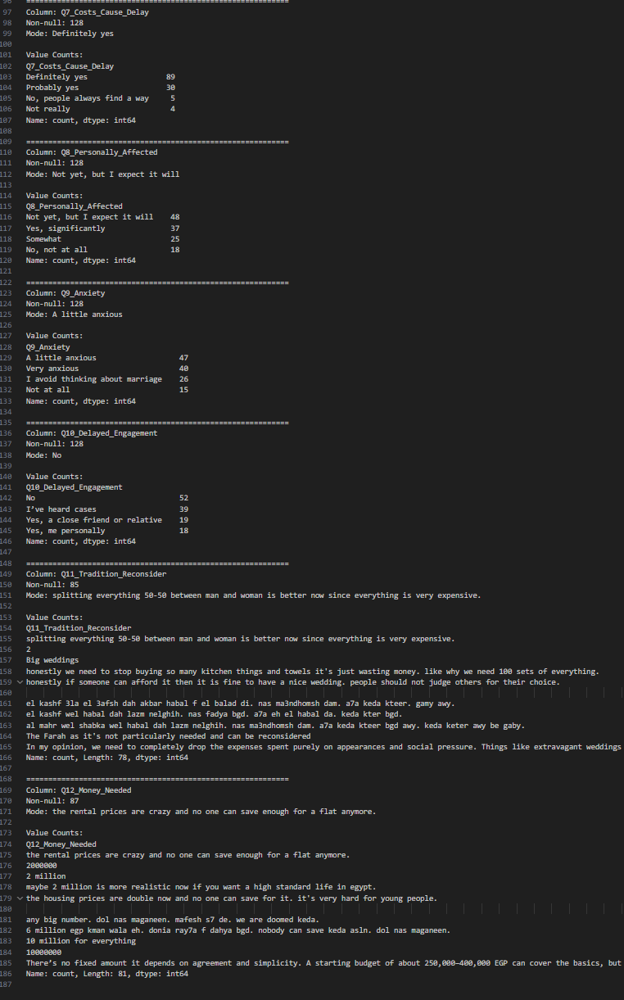 96 ============================================================
97 Column: Q7_Costs_Cause_Delay
98 Non-null: 128
99 Mode: Definitely yes
100
101 Value Counts:
102 Q7_Costs_Cause_Delay
103 Definitely yes 89
104 Probably yes 30
105 No, people always find a way 5
106 Not really 4
107 Name: count, dtype: int64
108
109 ============================================================
110 Column: Q8_Personally_Affected
111 Non-null: 128
112 Mode: Not yet, but I expect it will
113
114 Value Counts:
115 Q8_Personally_Affected
116 Not yet, but I expect it will 48
117 Yes, significantly 37
118 Somewhat 25
119 No, not at all 18
120 Name: count, dtype: int64
121
122 ============================================================
123 Column: Q9_Anxiety
124 Non-null: 128
125 Mode: A little anxious
126
127 Value Counts:
128 Q9_Anxiety
129 A little anxious 47
130 Very anxious 40
131 I avoid thinking about marriage 26
132 Not at all 15
133 Name: count, dtype: int64
134
135 ============================================================
136 Column: Q10_Delayed_Engagement
137 Non-null: 128
138 Mode: No
139
140 Value Counts:
141 Q10_Delayed_Engagement
142 No 52
143 I've heard cases 39
144 Yes, a close friend or relative 19
145 Yes, me personally 18
146 Name: count, dtype: int64
147
148 ============================================================
149 Column: Q11_Tradition_Reconsider
150 Non-null: 85
151 Mode: splitting everything 50-50 between man and woman is better now since everything is very expensive.
152
153 Value Counts:
154 Q11_Tradition_Reconsider
155 splitting everything 50-50 between man and woman is better now since everything is very expensive.
156 2
157 Big weddings
158 honestly we need to stop buying so many kitchen things and towels it's just wasting money. like why we need 100 sets of everything.
159 honestly if someone can afford it then it is fine to have a nice wedding. people should not judge others for their choice.
160
161 el kashf 3la el 3afsh dah akbar habal f el balad di. nas ma3ndhomsh dam. a7a keda kteer. gamy awy.
162 el kashf wel habal dah lazm nelghih. nas fadya bgd. a7a eh el habal da. keda kter bgd.
163 al mahr wel shabka wel habal dah lazm nelghih. nas ma3ndhomsh dam. a7a keda kteer bgd awy. keda keter awy be gaby.
164 The Farah as it's not particularly needed and can be reconsidered
165 In my opinion, we need to completely drop the expenses spent purely on appearances and social pressure. Things like extravagant weddings
166 Name: count, Length: 78, dtype: int64
167
168 ============================================================
169 Column: Q12_Money_Needed
170 Non-null: 87
171 Mode: the rental prices are crazy and no one can save enough for a flat anymore.
172
173 Value Counts:
174 Q12_Money_Needed
175 the rental prices are crazy and no one can save enough for a flat anymore.
176 2000000
177 2 million
178 maybe 2 million is more realistic now if you want a high standard life in egypt.
179 the housing prices are double now and no one can save for it. it's very hard for young people.
180
181 any big number. dol nas maganeen. mafesh s7 de. we are doomed keda.
182 6 million egp kman wala eh. donia ray7a f dahya bgd. nobody can save keda asln. dol nas maganeen.
183 10 million for everything
184 10000000
185 There's no fixed amount it depends on agreement and simplicity. A starting budget of about 250,000–400,000 EGP can cover the basics, but
186 Name: count, Length: 81, dtype: int64
187